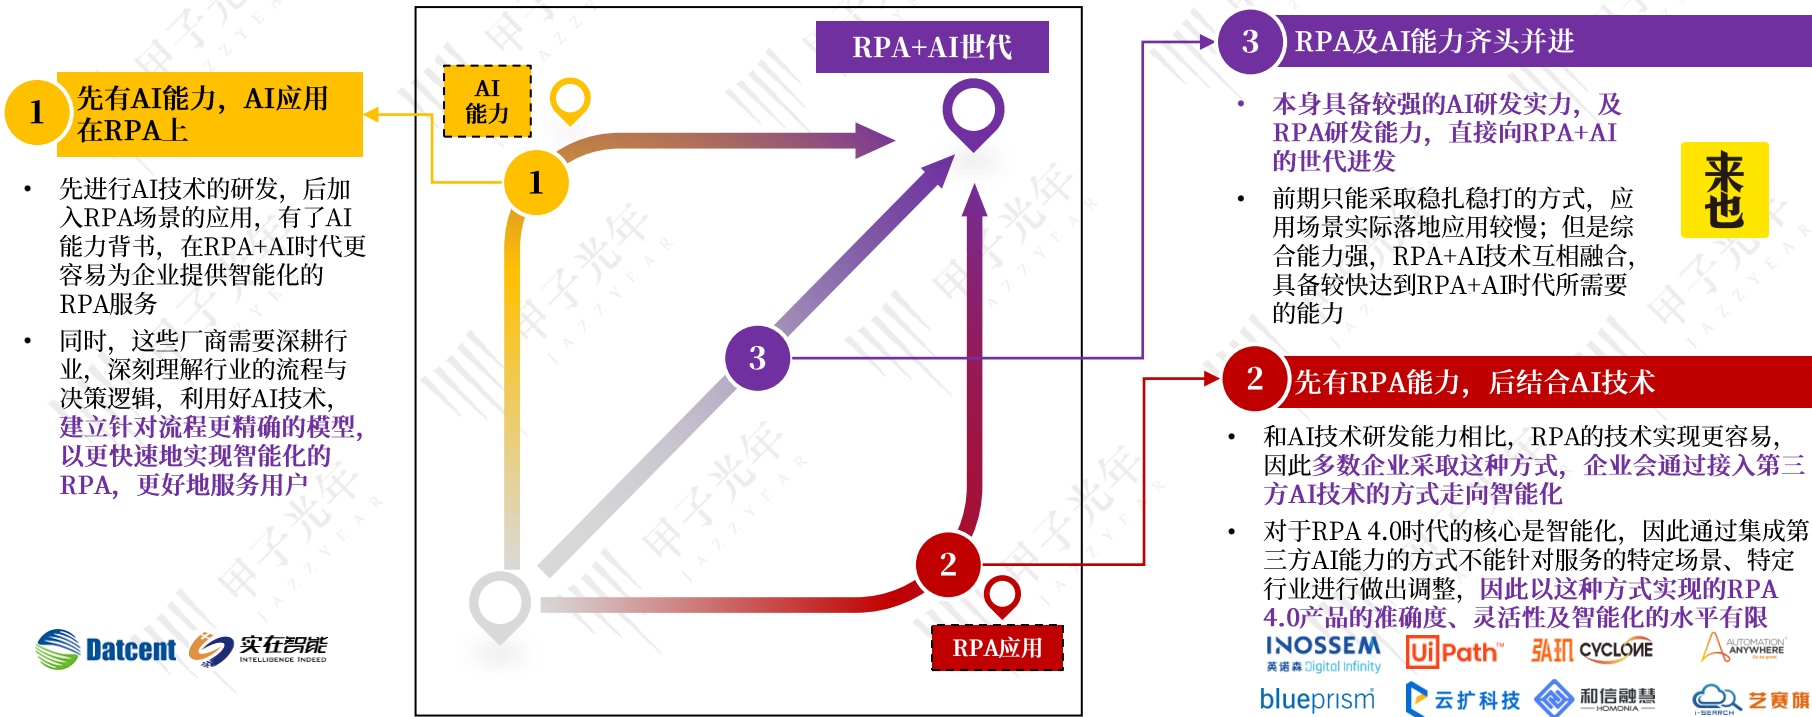 1
先有AI能力，AI应用
在RPA上
• 先进行AI技术的研发，后加
入RPA场景的应用，有了AI
能力背书，在RPA+AI时代更
容易为企业提供智能化的
RPA服务
• 同时，这些厂商需要深耕行
业，深刻理解行业的流程与
决策逻辑，利用好AI技术，
建立针对流程更精确的模型，
以更快速地实现智能化的
RPA，更好地服务用户
Datcent
实在智能
INTELLIGENCE INDEED
AI
能力
RPA+AI世代
1
3
2
RPA应用
3
RPA及AI能力齐头并进
• 本身具备较强的AI研发实力，及
RPA研发能力，直接向RPA+AI
的世代进发
• 前期只能采取稳扎稳打的方式，应
用场景实际落地应用较慢；但是综
合能力强，RPA+AI技术互相融合，
具备较快达到RPA+AI时代所需要
的能力
来也
2
先有RPA能力，后结合AI技术
• 和AI技术研发能力相比，RPA的技术实现更容易，
因此多数企业采取这种方式，企业会通过接入第三
方AI技术的方式走向智能化
• 对于RPA 4.0时代的核心是智能化，因此通过集成第
三方AI能力的方式不能针对服务的特定场景、特定
行业进行做出调整，因此以这种方式实现的RPA
4.0产品的准确度、灵活性及智能化的水平有限
INOSSEM
英诺森 Digital Infinity
UiPath™
弘玑 CYCLONE
AUTOMATION
ANYWHERE
Go be great.
blueprism®
云扩科技
和信融慧
HOMONIA
i-SEARCH
艺赛旗
甲子光年
JAZZYEAR